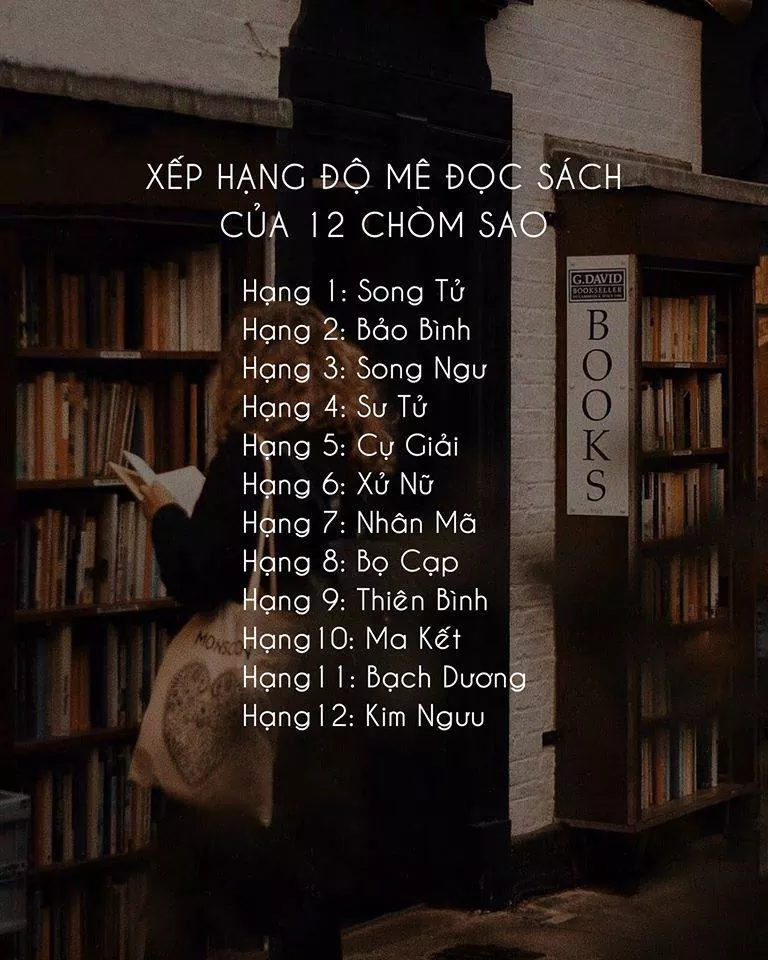 XẾP HẠNG ĐỘ MÊ ĐỌC SÁCH
CỦA 12 CHÒM SAO
Hạng 1: Song Tử
Hạng 2: Bảo Bình
Hạng 3: Song Ngư
Hạng 4: Sư Tử
Hạng 5: Cự Giải
Hạng 6: Xử Nữ
Hạng 7: Nhân Mã
Hạng 8: Bọ Cạp
Hạng 9: Thiên Bình
Hạng10: Ma Kết
Hạng11: Bạch Dương
Hạng12: Kim Ngưu
G.DAVID
BOOKSELLER
BOOKS
MONSOON